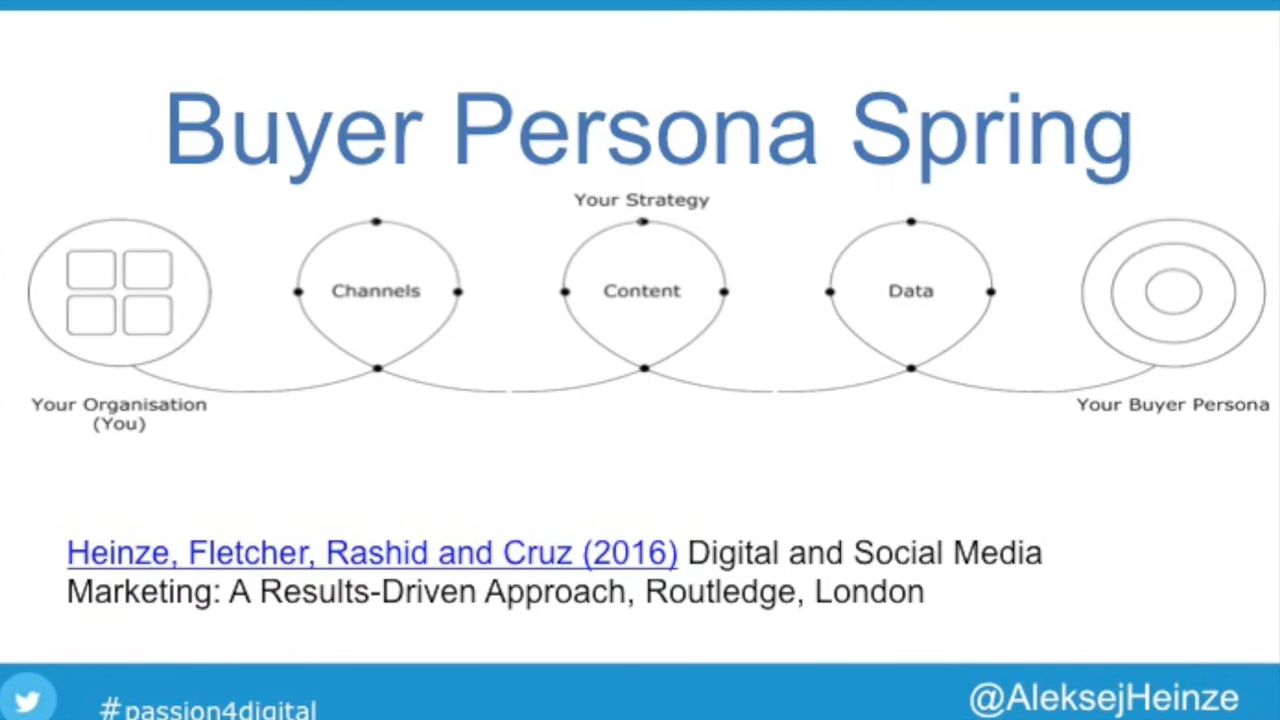 Buyer Persona Spring
Your Strategy
Channels
Content
Data
Your Organisation
(You)
Your Buyer Persona
Heinze, Fletcher, Rashid and Cruz (2016) Digital and Social Media
Marketing: A Results-Driven Approach, Routledge, London
#passion4digital
@AleksejHeinze